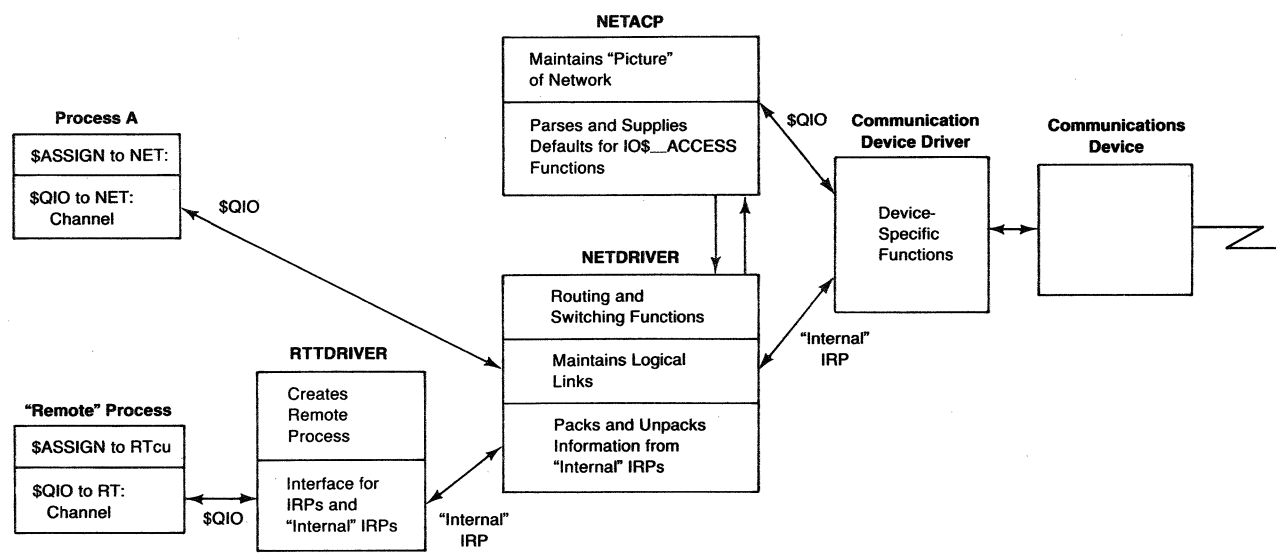 NETACP
Maintains “Picture”
of Network
Parses and Supplies
Defaults for IO$__ACCESS
Functions
Process A
$ASSIGN to NET:
$QIO to NET:
Channel
$QIO
$QIO
Communication
Device Driver
Device-
Specific
Functions
Communications
Device
NETDRIVER
Routing and
Switching Functions
Maintains Logical
Links
Packs and Unpacks
Information from
“Internal” IRPs
“Internal”
IRP
RTTDRIVER
Creates
Remote
Process
Interface for
IRPs and
“Internal” IRPs
“Remote” Process
$ASSIGN to RTcu
$QIO to RT:
Channel
$QIO
“Internal”
IRP